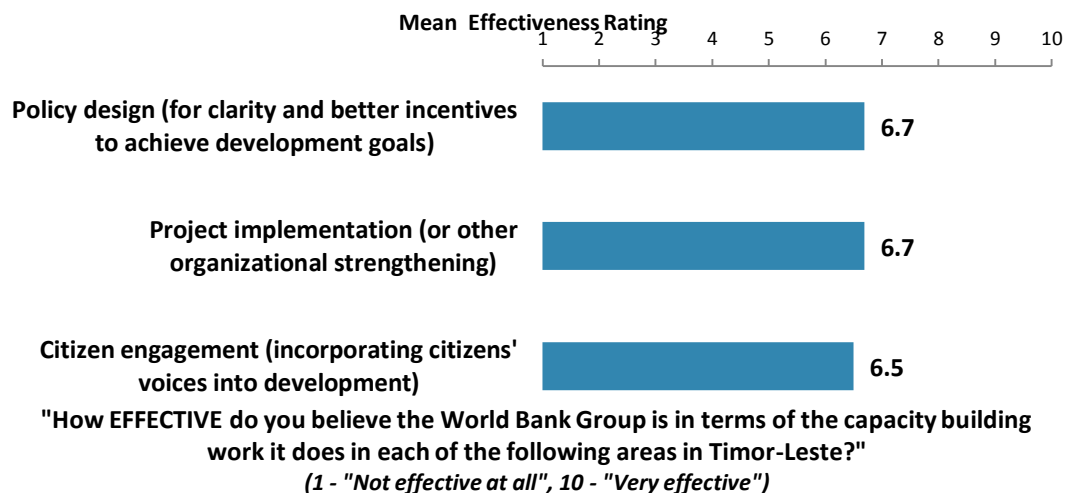 Mean Effectiveness Rating
1 2 3 4 5 6 7 8 9 10
Policy design (for clarity and better incentives
to achieve development goals)
6.7
Project implementation (or other
organizational strengthening)
6.7
Citizen engagement (incorporating citizens'
voices into development)
6.5
"How EFFECTIVE do you believe the World Bank Group is in terms of the capacity building
work it does in each of the following areas in Timor-Leste?"
(1 - "Not effective at all", 10 - "Very effective")